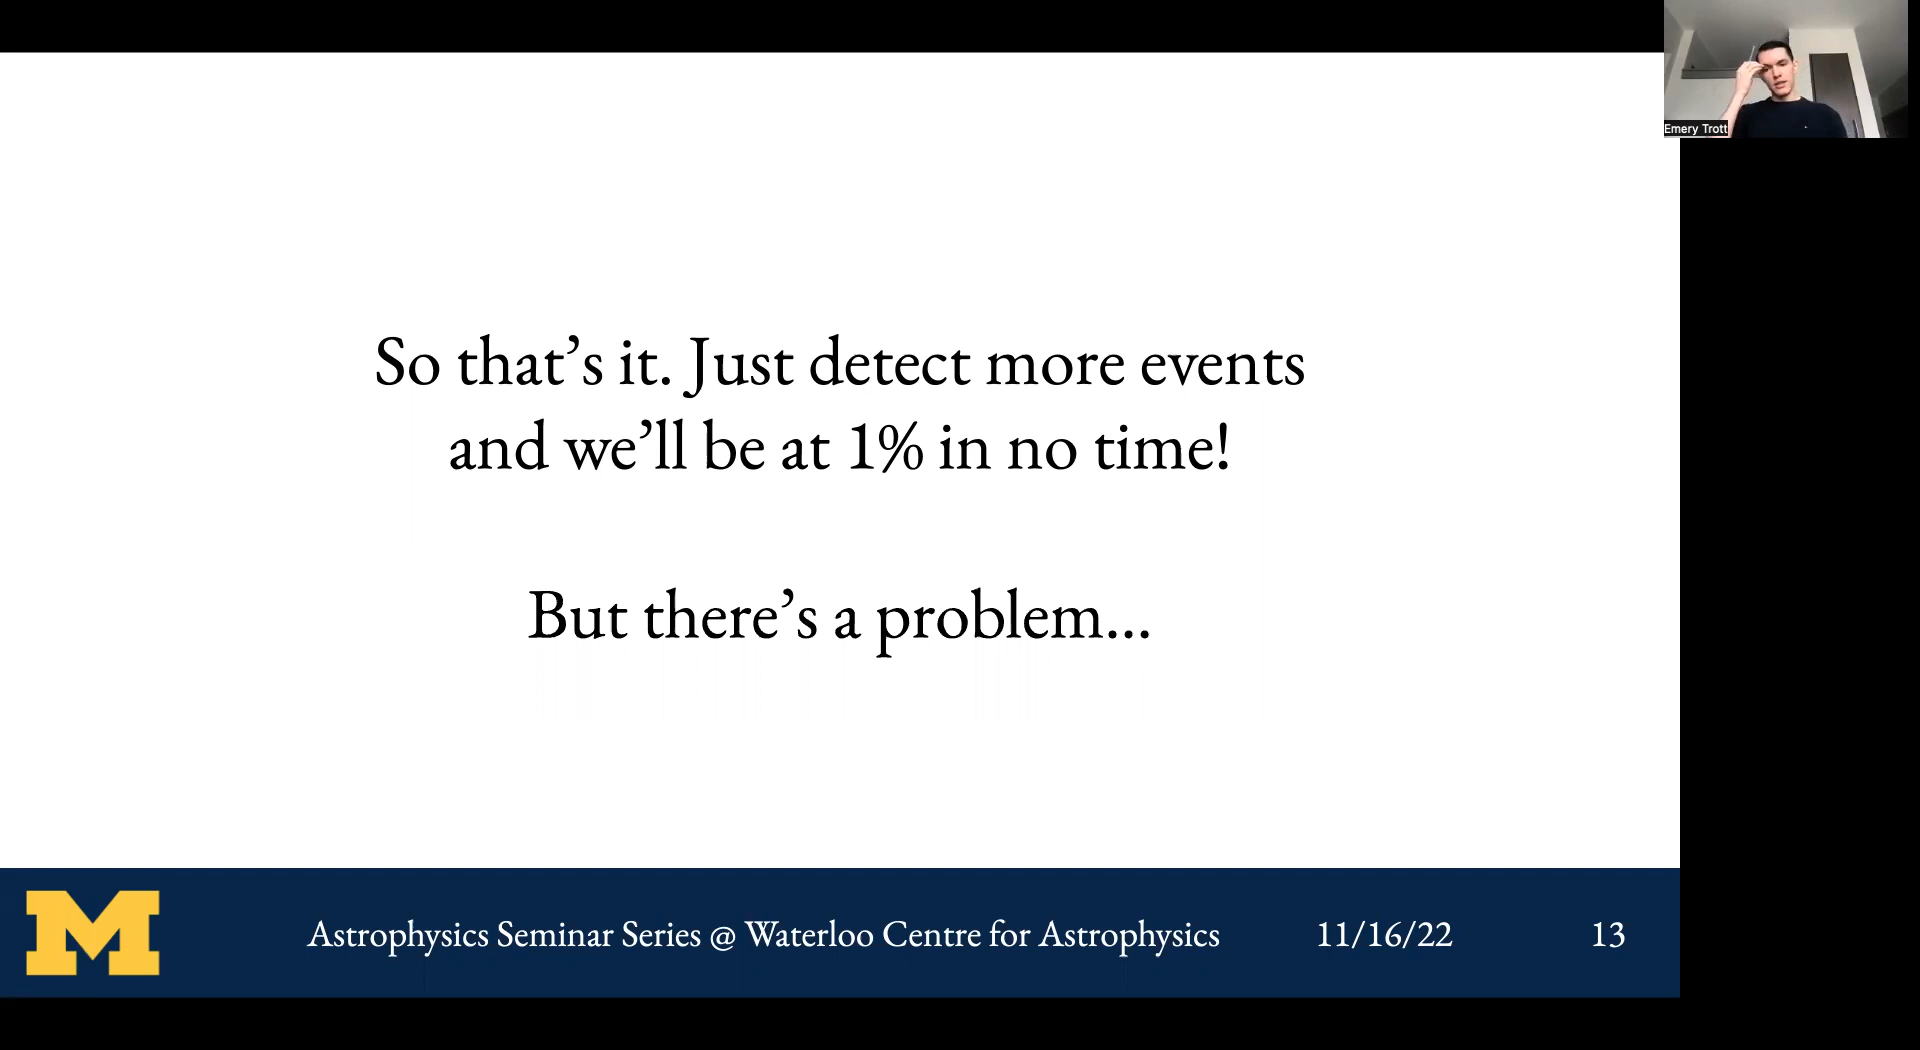 Emery Trott
So that’s it. Just detect more events
and we’ll be at 1% in no time!
But there’s a problem...
M
Astrophysics Seminar Series @ Waterloo Centre for Astrophysics
11/16/22
13